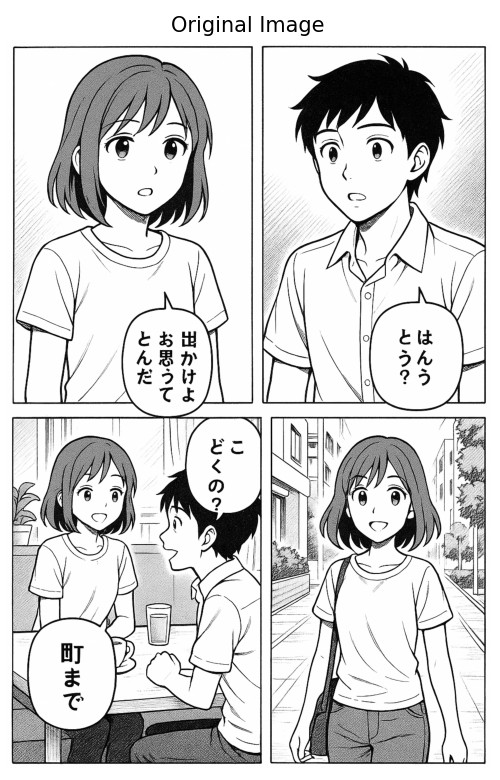 Original Image
出かけよ
お思うて
とんだ
はんう
とう？
こ
どくの？
町まで